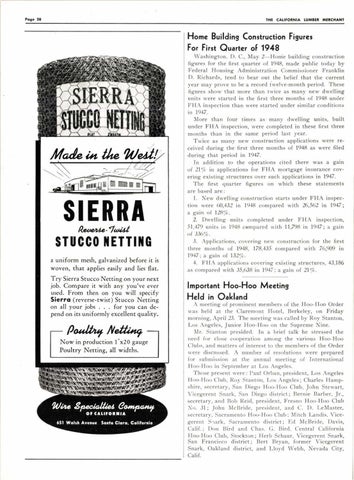 Page 26
THE CALIFORNIA LUMBER MERCHANT
SIERRA
STUCCO NETTING
Made in the West!
SIERRA
Reverse-Twist
STUCCO NETTING
a uniform mesh, galvanized before it is
woven, that applies easily and lies flat.
Try Sierra Stucco Netting on your next
job. Compare it with any you've ever
used. From then on you will specify
Sierra (reverse-twist) Stucco Netting
on all your jobs . . . for you can de-
pend on its uniformly excellent quality.
Poultry Netting
Now in production 1"x20 gauge
Poultry Netting, all widths.
Wire Specialties Company
OF CALIFORNIA
651 Walsh Avenue Santa Clara, California
Home Building Construction Figures
For First Quarter of 1948
Washington, D. C., May 2—Home building construction
figures for the first quarter of 1948, made public today by
Federal Housing Administration Commissioner Franklin
D. Richards, tend to bear out the belief that the current
year may prove to be a record twelve-month period. These
figures show that more than twice as many new dwelling
units were started in the first three months of 1948 under
FHA inspection than were started under similar conditions
in 1947.
More than four times as many dwelling units, built
under FHA inspection, were completed in these first three
months than in the same period last year.
Twice as many new construction applications were re-
ceived during the first three months of 1948 as were filed
during that period in 1947.
In addition to the operations cited there was a gain
of 21% in applications for FHA mortgage insurance cov-
ering existing structures over such applications in 1947.
The first quarter figures on which these statements
are based are:
1. New dwelling construction starts under FHA inspec-
tion were 60,432 in 1948 compared with 26,562 in 1947;
a gain of 128%.
2. Dwelling units completed under FHA inspection,
51,479 units in 1948 compared with 11,798 in 1947; a
gain of 336%.
3. Applications, covering new construction for the first
three months of 1948, 178,435 compared with 76,909 in
1947; a gain of 132%.
4. FHA applications covering existing structures, 43,186
as compared with 35,638 in 1947; a gain of 21%.
Important Hoo-Hoo Meeting
Held in Oakland
A meeting of prominent members of the Hoo-Hoo Order
was held at the Claremont Hotel, Berkeley, on Friday
morning, April 23. The meeting was called by Roy Stanton,
Los Angeles, Junior Hoo-Hoo on the Supreme Nine.
Mr. Stanton presided. In a brief talk he stressed the
need for close cooperation among the various Hoo-Hoo
Clubs, and matters of interest to the members of the Order
were discussed. A number of resolutions were prepared
for submission at the annual meeting of International
Hoo-Hoo in September at Los Angeles.
Those present were: Paul Orban, president, Los Angeles
Hoo-Hoo Club, Roy Stanton, Los Angeles; Charles Hamp-
shire, secretary, San Diego Hoo-Hoo Club, John Stewart,
Vicegerent Snark, San Diego district; Bernie Barber, Jr.,
secretary, and Bob Reid, president, Fresno Hoo-Hoo Club
No. 31; John McBride, president, and C. D. LeMaster,
secretary, Sacramento Hoo-Hoo Club; Mitch Landis, Vice-
gerent Snark, Sacramento district; Ed McBride, Davis,
Calif.; Don Reid and Chas. G. Bird, Central California
Hoo-Hoo Club, Stockton; Herb Schaur, Vicegerent Snark,
San Francisco district; Bert Bryan, former Vicegerent
Snark, Oakland district, and Lloyd Webb, Nevada City,
Calif.